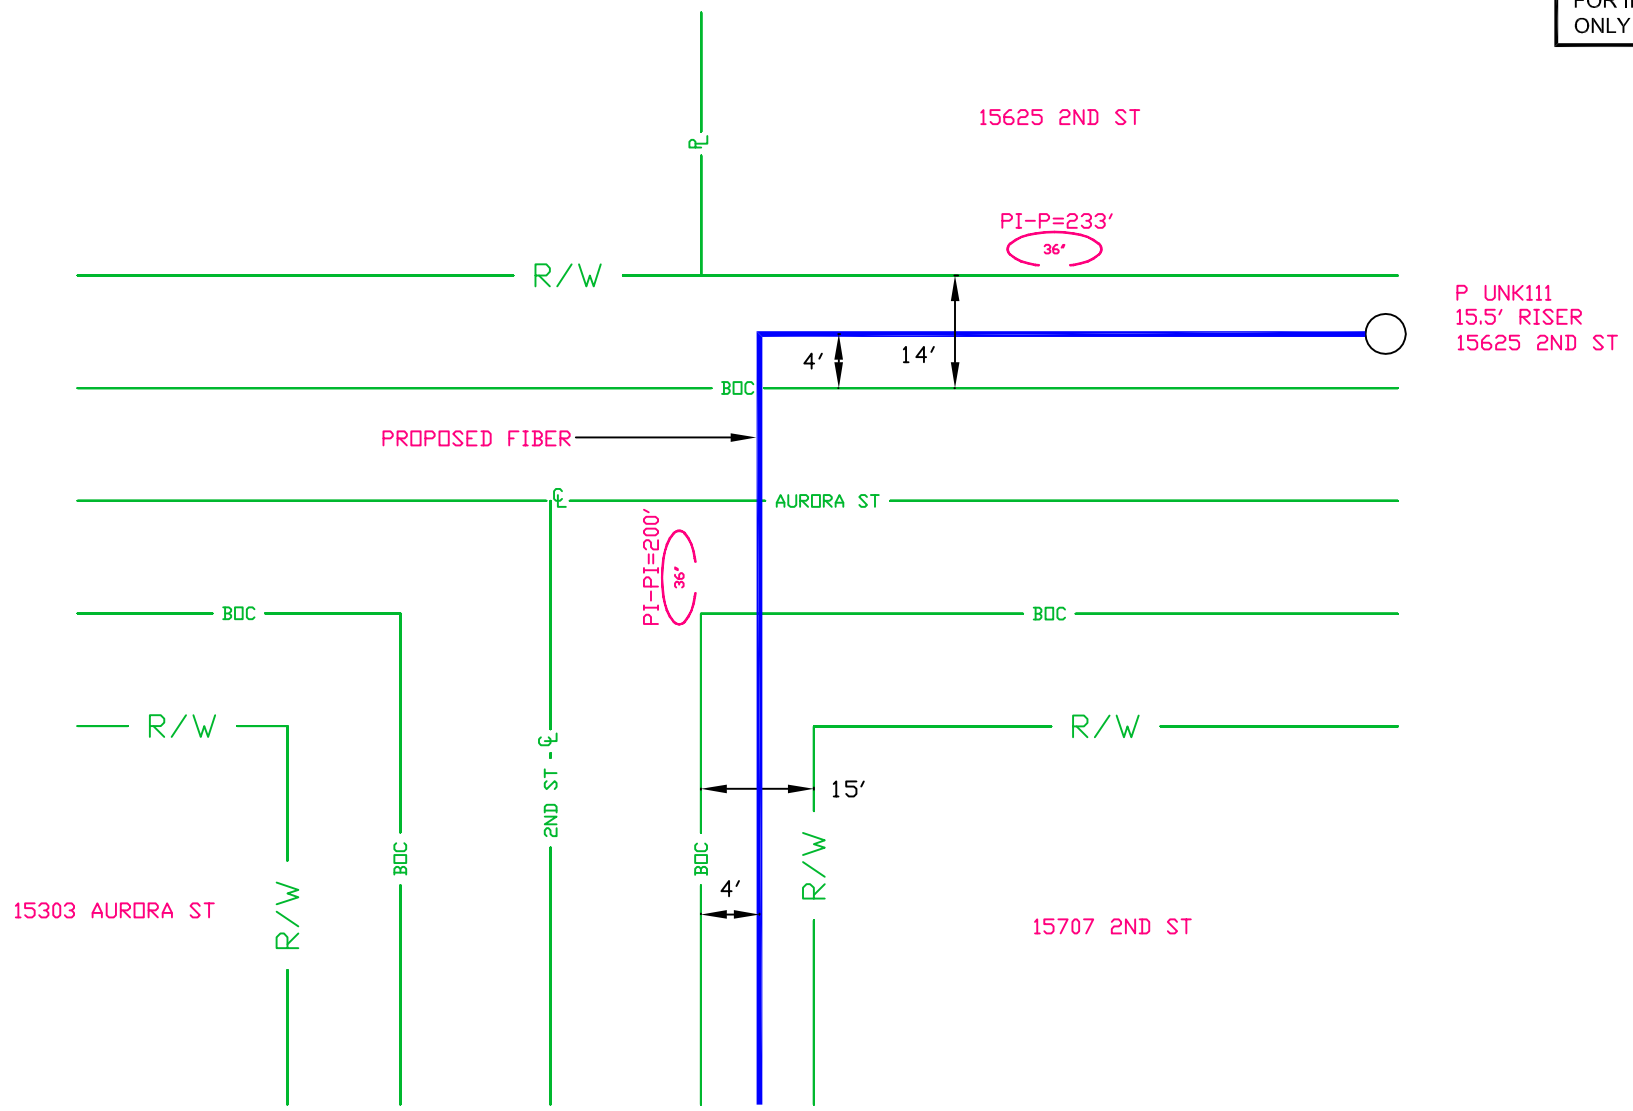 ONLY
15625 2ND ST
PL
PI-P=233'
36"
R/W
P UNK111
15.5' RISER
15625 2ND ST
4'
14'
BOC
PROPOSED FIBER
CL
AURORA ST
PI-PI=200'
36"
BOC
BOC
R/W
R/W
2ND ST - CL
15'
BOC
BOC
R/W
4'
R/W
15303 AURORA ST
15707 2ND ST